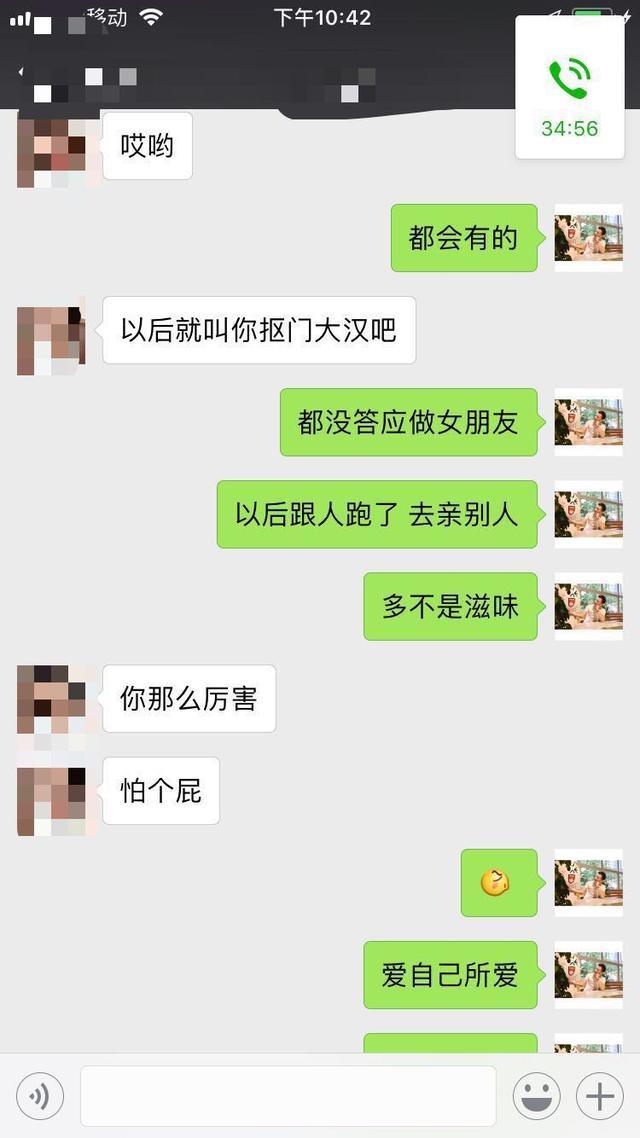 移动
下午10:42
34:56
哎哟
都会有的
以后就叫你抠门大汉吧
都没答应做女朋友
以后跟人跑了 去亲别人
多不是滋味
你那么厉害
怕个屁
爱自己所爱